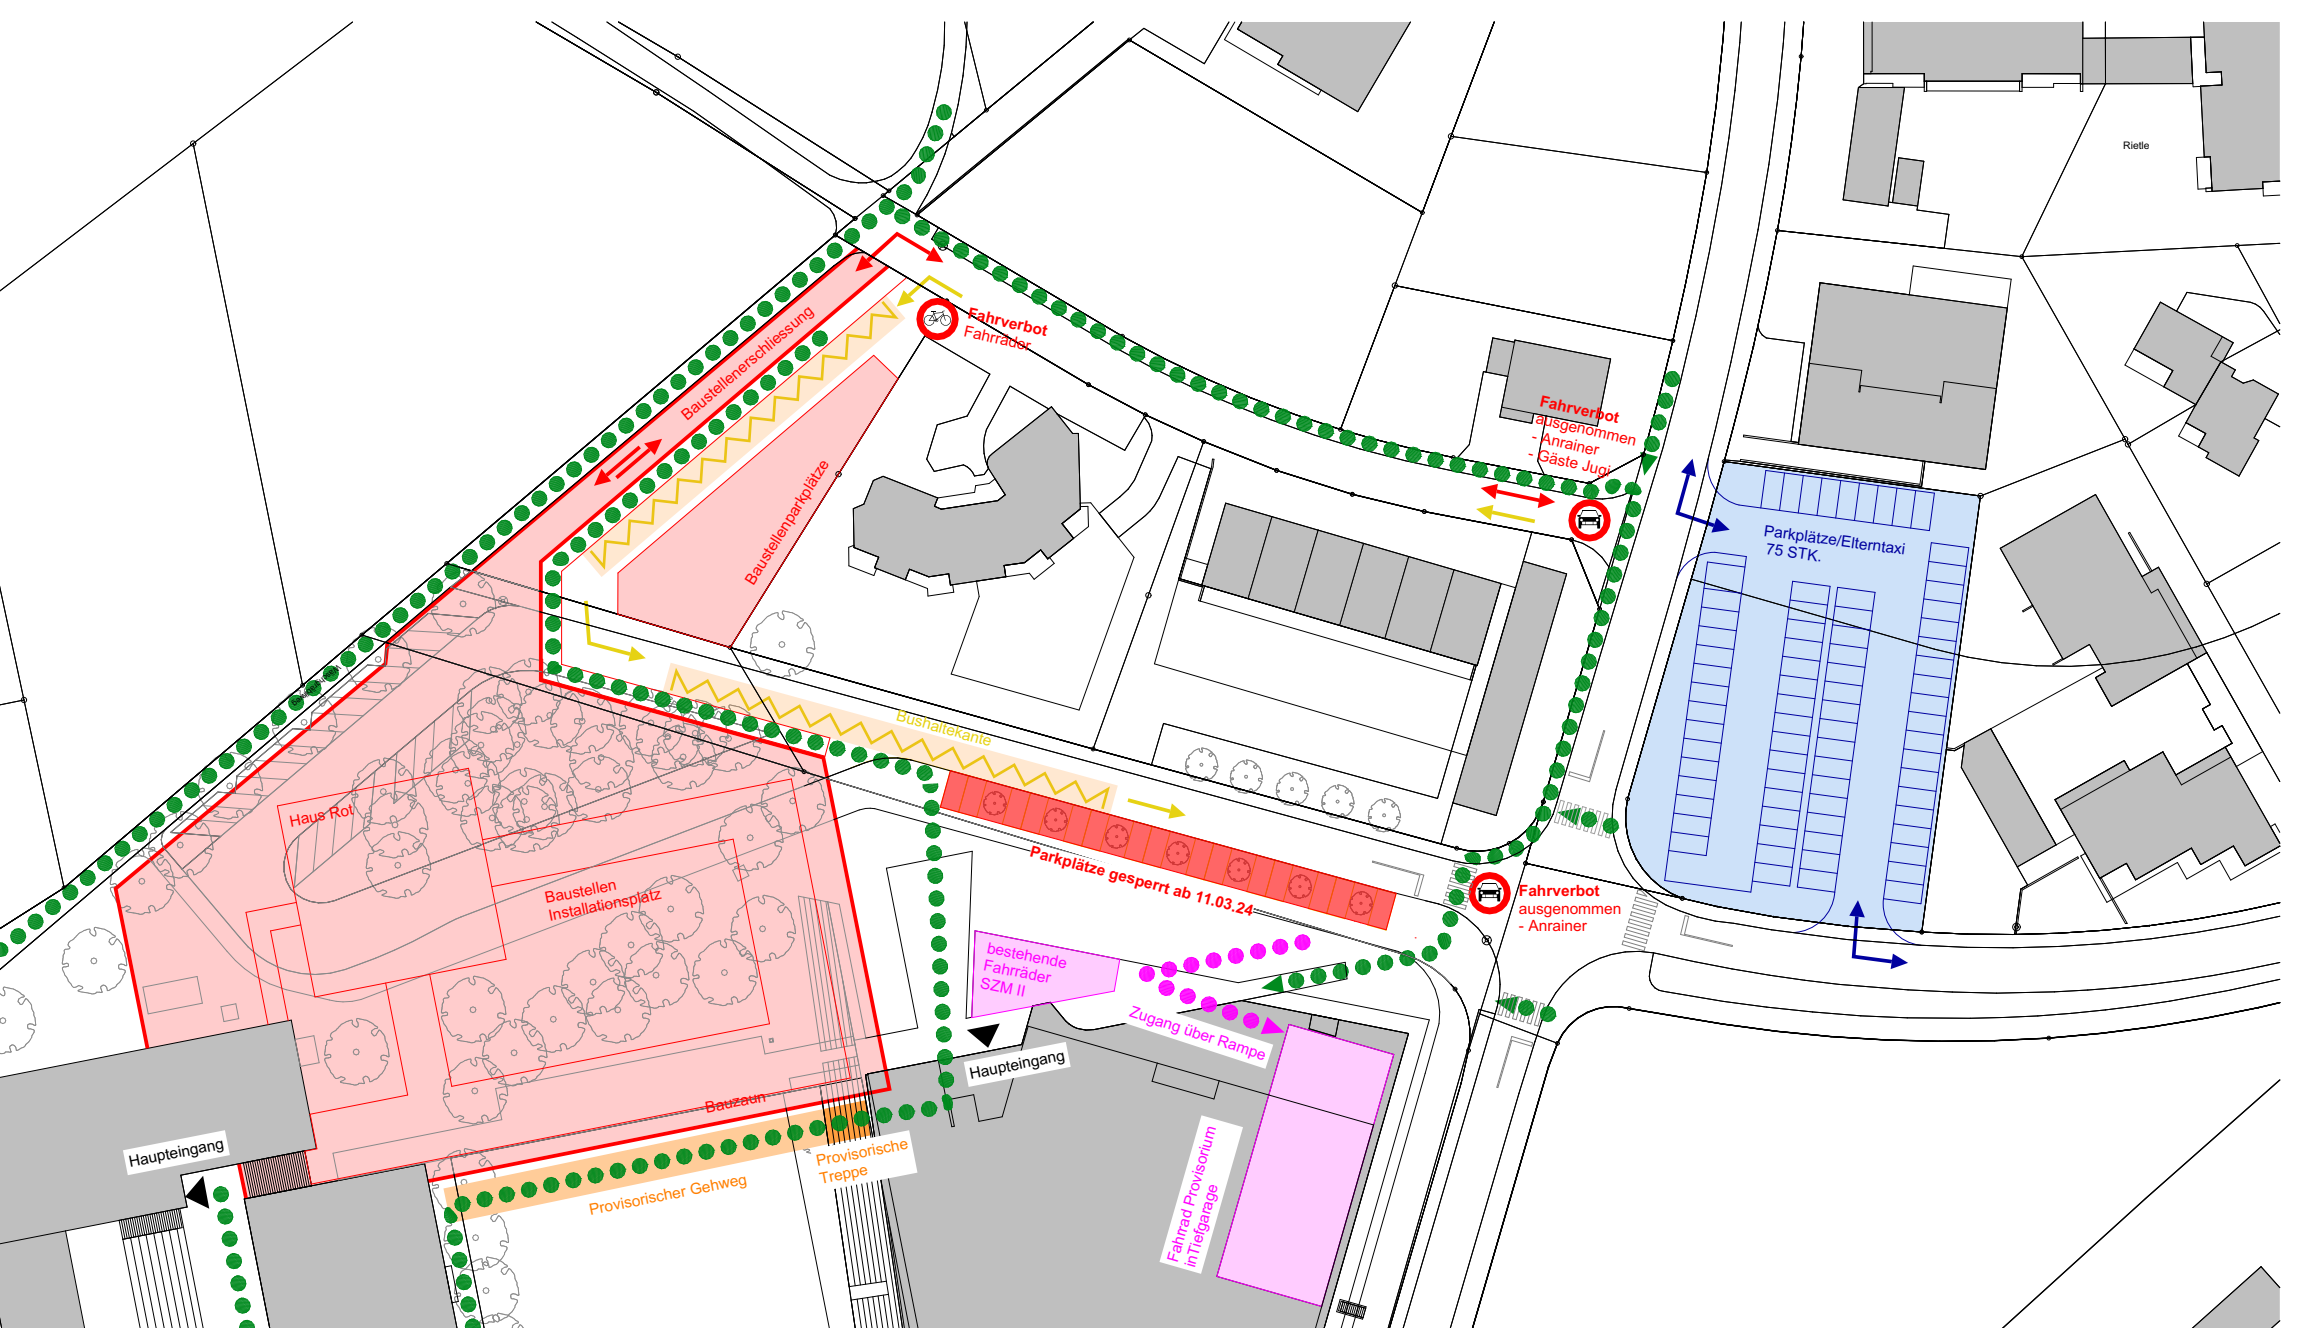 Rietle
Baustellenerschliessung
Fahrverbot
Fahrräder
Fahrverbot
ausgenommen
- Anrainer
- Gäste Jugi
Baustellenparkplätze
Parkplätze/Elterntaxi
75 STK.
Bushaltekante
Haus Rot
Baustellen
Installationsplatz
Parkplätze gesperrt ab 11.03.24
Fahrverbot
ausgenommen
- Anrainer
bestehende
Fahrräder
SZM II
Zugang über Rampe
Haupteingang
Bauzaun
Haupteingang
Provisorische
Treppe
Provisorischer Gehweg
Fahrrad Provisorium
inTiefgarage